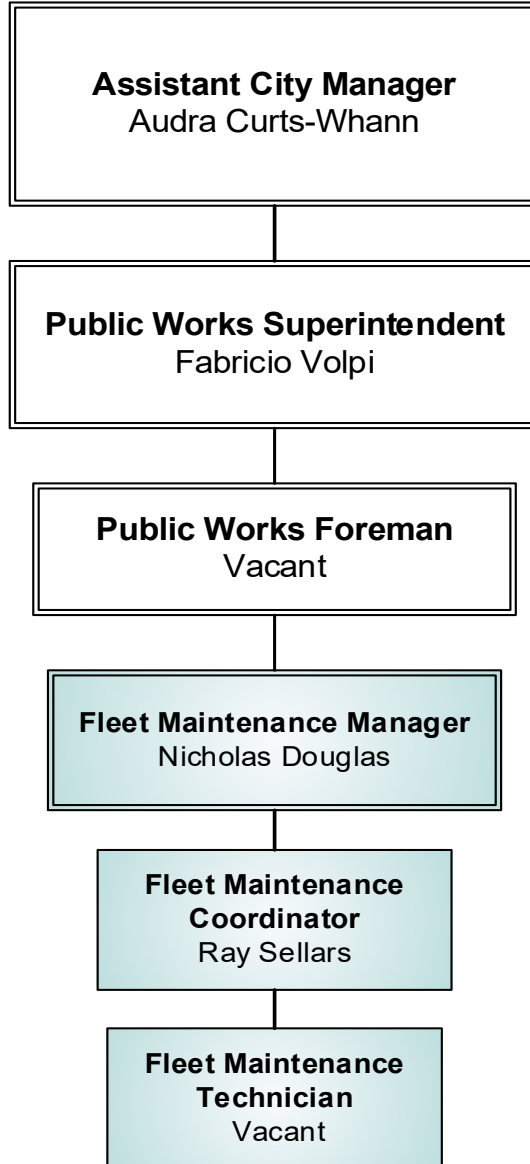 Assistant City Manager
Audra Curts-Whann
Public Works Superintendent
Fabricio Volpi
Public Works Foreman
Vacant
Fleet Maintenance Manager
Nicholas Douglas
Fleet Maintenance
Coordinator
Ray Sellars
Fleet Maintenance
Technician
Vacant